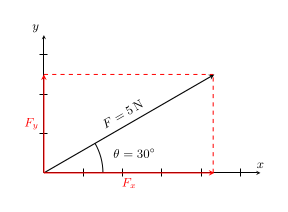 y
F = 5 N
F_y
θ = 30°
x
F_x